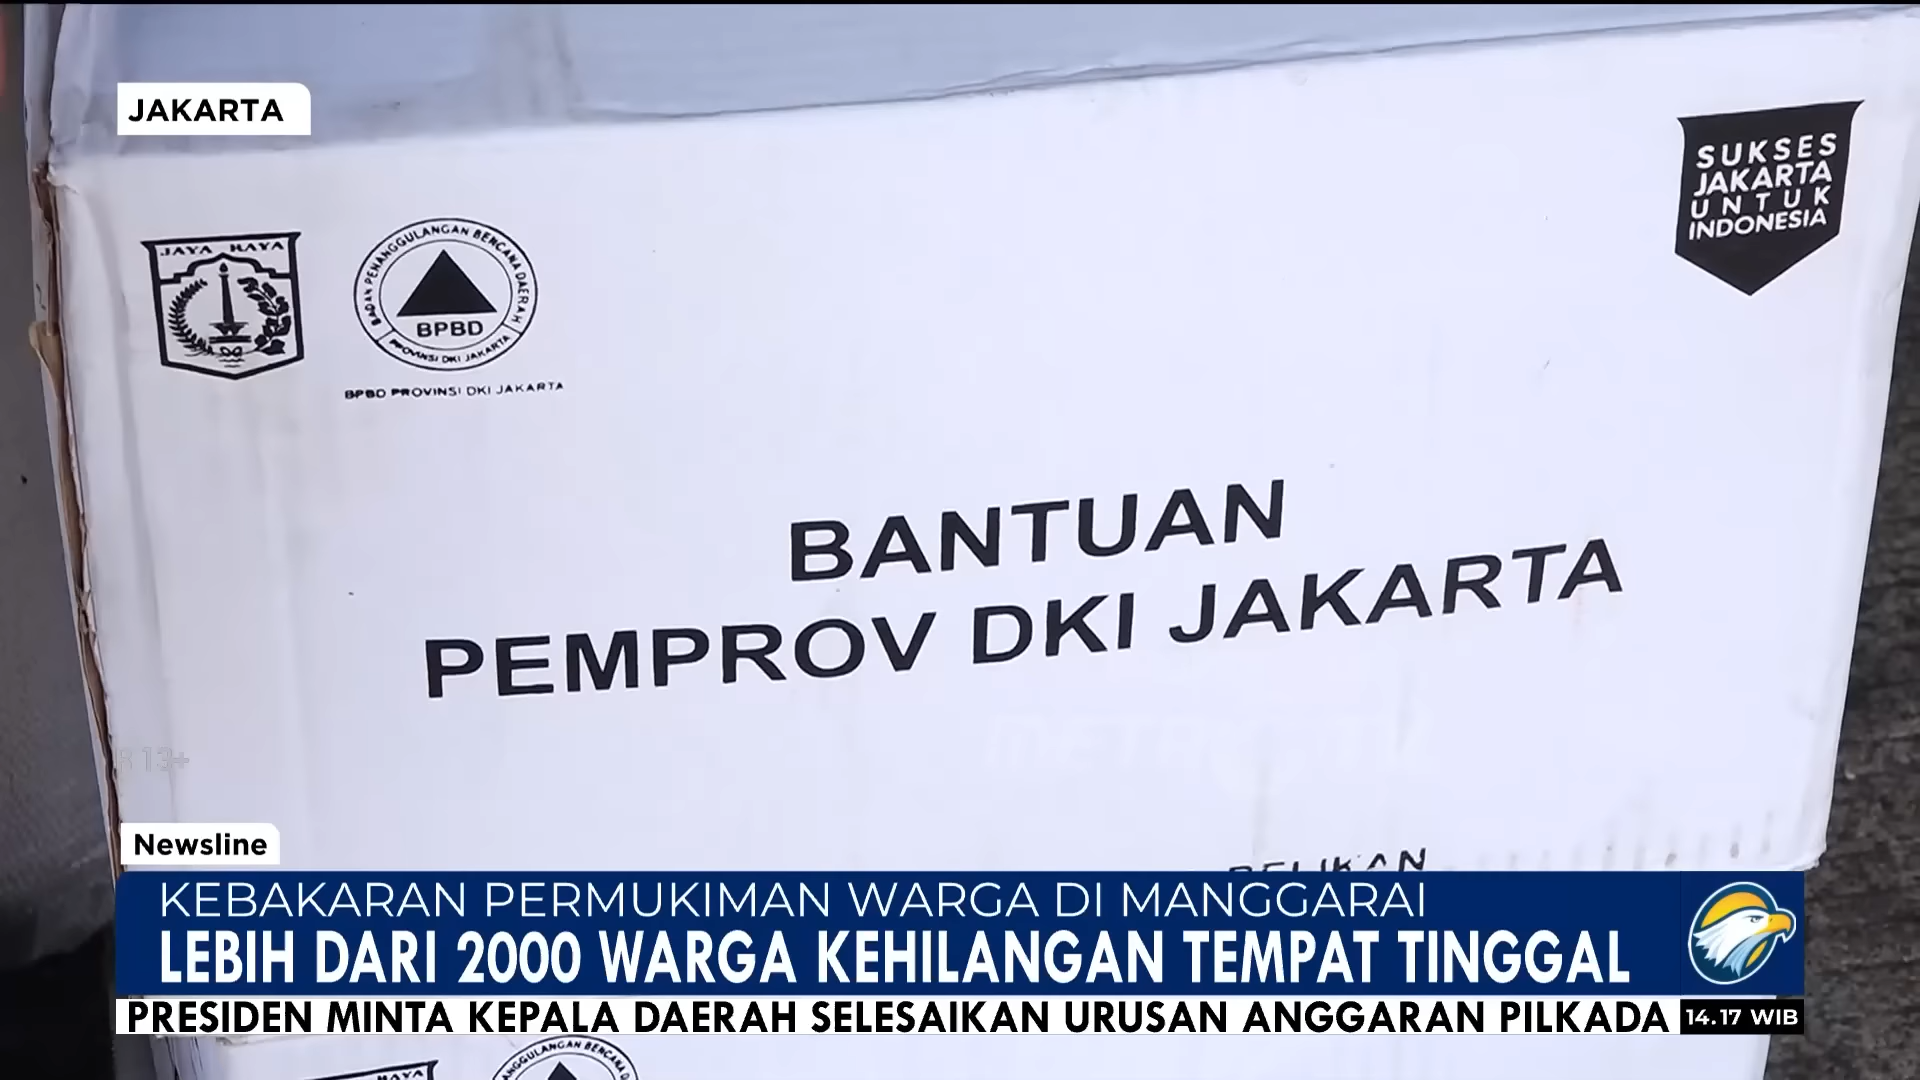 JAKARTA
SUKSES
JAKARTA
UNTUK
INDONESIA
JAYA RAYA
BADAN PENANGGULANGAN BENCANA DAERAH
BPBD
PROVINSI DKI JAKARTA
BPBD PROVINSI DKI JAKARTA
BANTUAN
PEMPROV DKI JAKARTA
R 13+
Newsline
KEBAKARAN PERMUKIMAN WARGA DI MANGGARAI
LEBIH DARI 2000 WARGA KEHILANGAN TEMPAT TINGGAL
PRESIDEN MINTA KEPALA DAERAH SELESAIKAN URUSAN ANGGARAN PILKADA
14.17 WIB